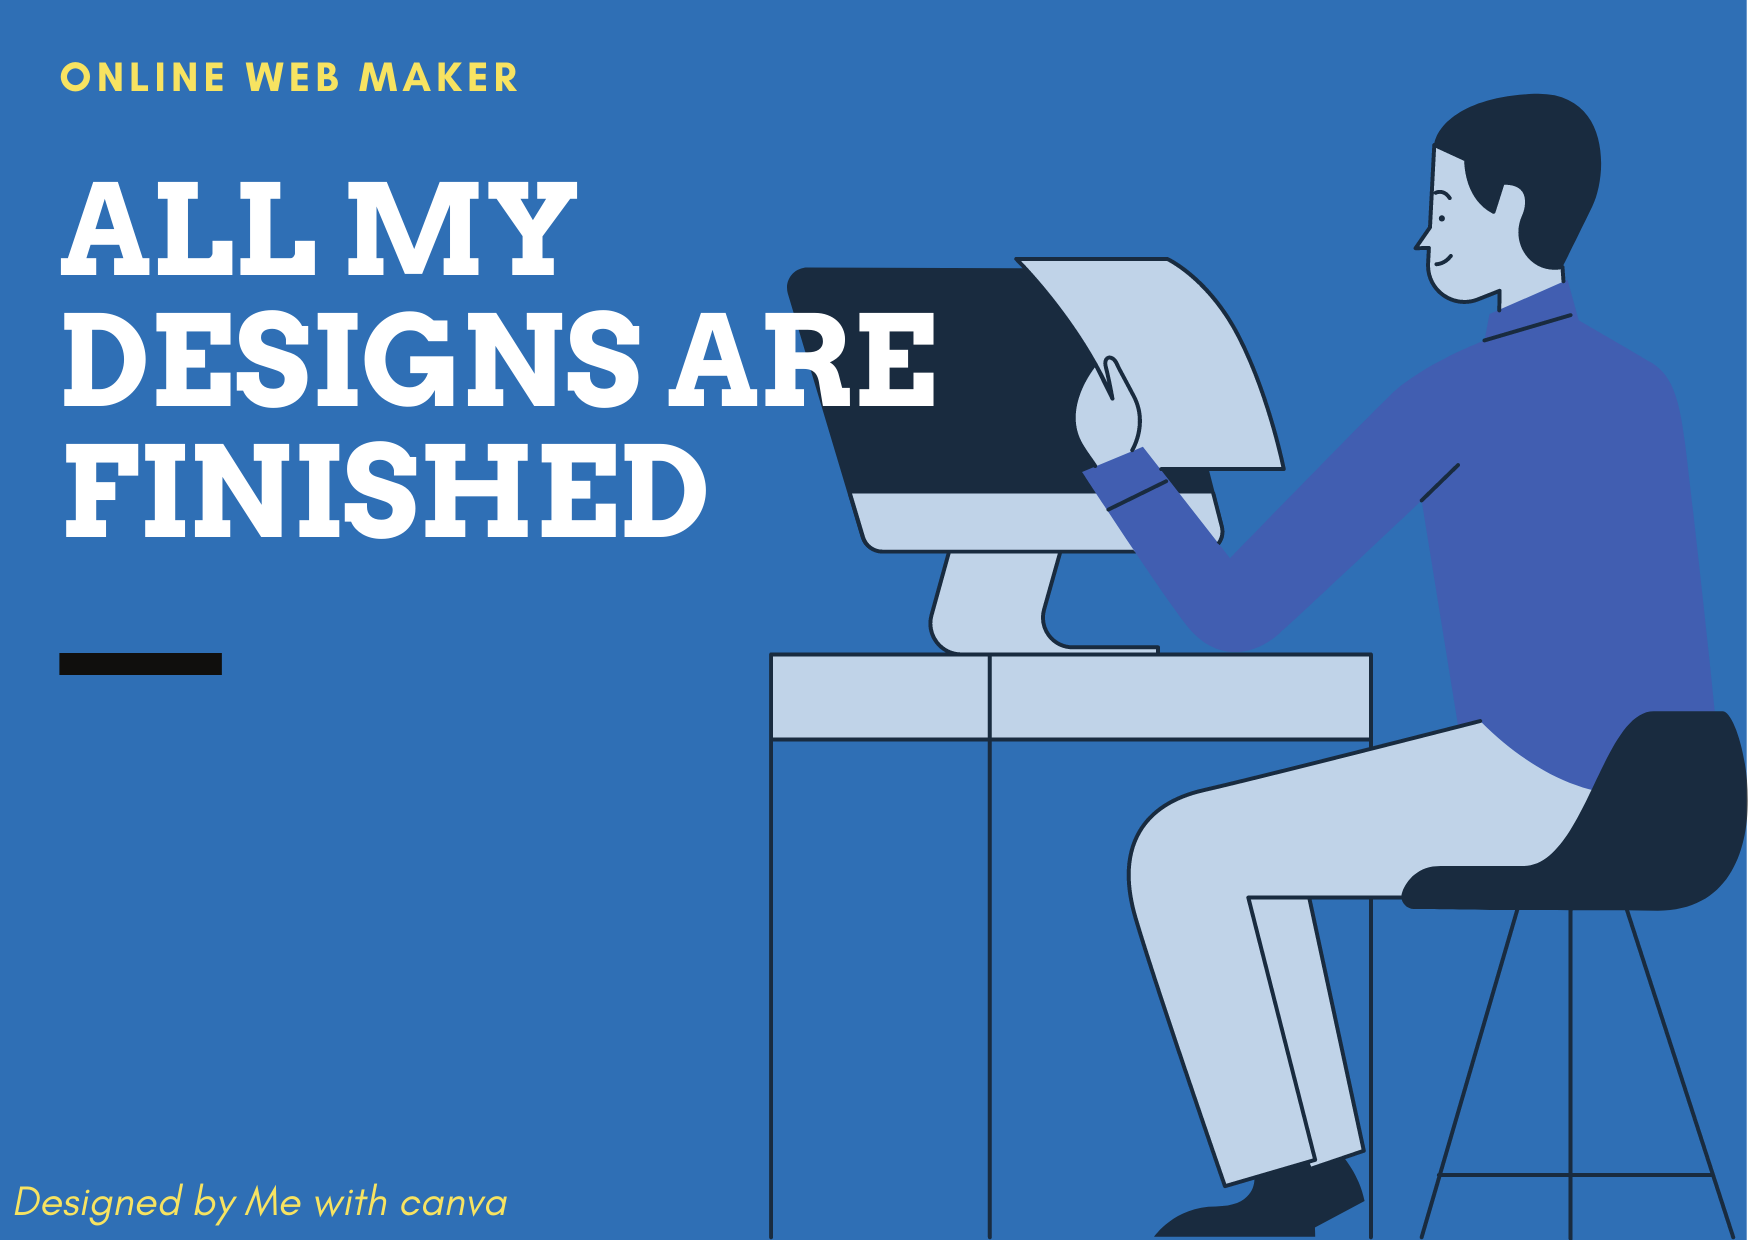 ONLINE WEB MAKER
ALL MY
DESIGNS ARE
FINISHED
Designed by Me with canva